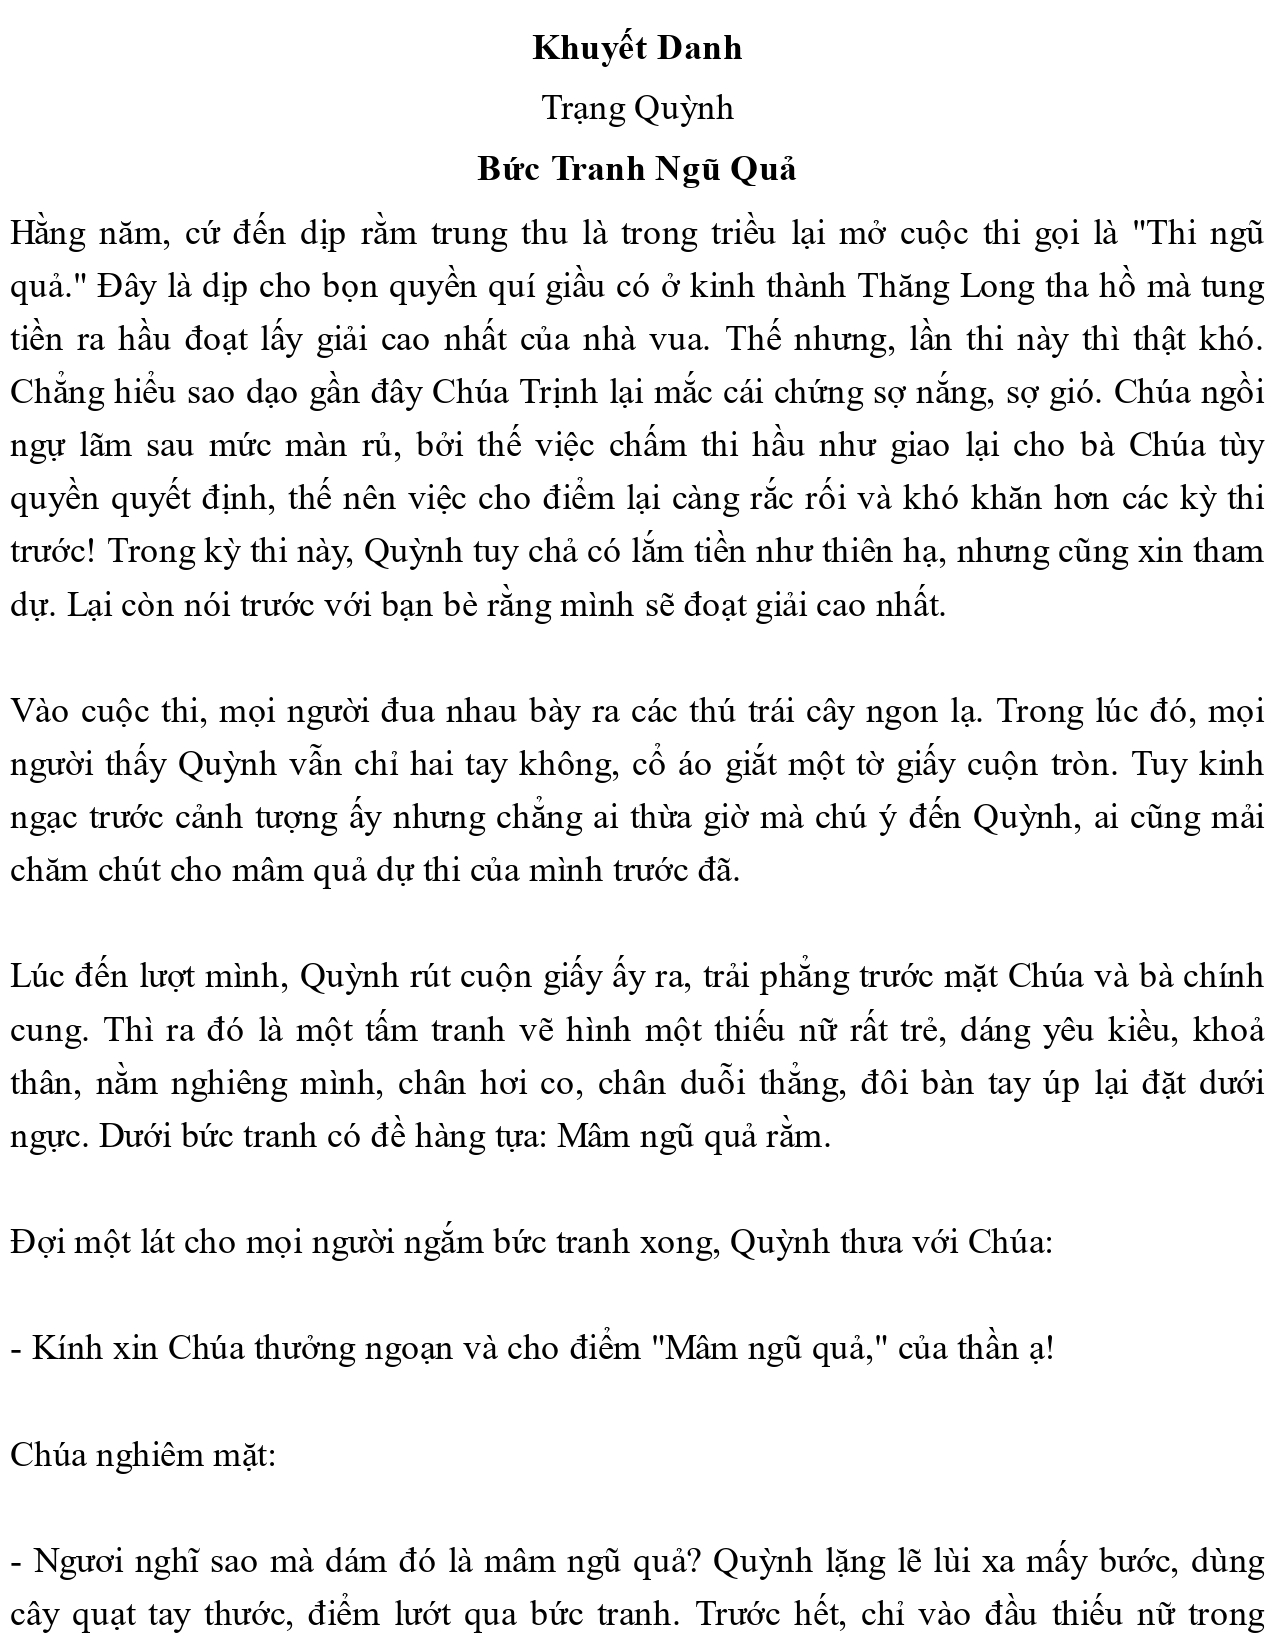 Khuyết Danh
Trạng Quỳnh
Bức Tranh Ngũ Quả
Hằng năm, cứ đến dịp rằm trung thu là trong triều lại mở cuộc thi gọi là "Thi ngũ
quả." Đây là dịp cho bọn quyền quí giầu có ở kinh thành Thăng Long tha hồ mà tung
tiền ra hầu đoạt lấy giải cao nhất của nhà vua. Thế nhưng, lần thi này thì thật khó.
Chẳng hiểu sao dạo gần đây Chúa Trịnh lại mắc cái chứng sợ nắng, sợ gió. Chúa ngồi
ngự lãm sau mức màn rủ, bởi thế việc chấm thi hầu như giao lại cho bà Chúa tùy
quyền quyết định, thế nên việc cho điểm lại càng rắc rối và khó khăn hơn các kỳ thi
trước! Trong kỳ thi này, Quỳnh tuy chả có lắm tiền như thiên hạ, nhưng cũng xin tham
dự. Lại còn nói trước với bạn bè rằng mình sẽ đoạt giải cao nhất.
Vào cuộc thi, mọi người đua nhau bày ra các thú trái cây ngon lạ. Trong lúc đó, mọi
người thấy Quỳnh vẫn chỉ hai tay không, cổ áo giắt một tờ giấy cuộn tròn. Tuy kinh
ngạc trước cảnh tượng ấy nhưng chẳng ai thừa giờ mà chú ý đến Quỳnh, ai cũng mải
chăm chút cho mâm quả dự thi của mình trước đã.
Lúc đến lượt mình, Quỳnh rút cuộn giấy ấy ra, trải phẳng trước mặt Chúa và bà chính
cung. Thì ra đó là một tấm tranh vẽ hình một thiếu nữ rất trẻ, dáng yêu kiều, khoả
thân, nằm nghiêng mình, chân hơi co, chân duỗi thẳng, đôi bàn tay úp lại đặt dưới
ngực. Dưới bức tranh có đề hàng tựa: Mâm ngũ quả rằm.
Đợi một lát cho mọi người ngắm bức tranh xong, Quỳnh thưa với Chúa:
- Kính xin Chúa thưởng ngoạn và cho điểm "Mâm ngũ quả," của thần ạ!
Chúa nghiêm mặt:
- Ngươi nghĩ sao mà dám đó là mâm ngũ quả? Quỳnh lặng lẽ lùi xa mấy bước, dùng
cây quạt tay thước, điểm lướt qua bức tranh. Trước hết, chỉ vào đầu thiếu nữ trong